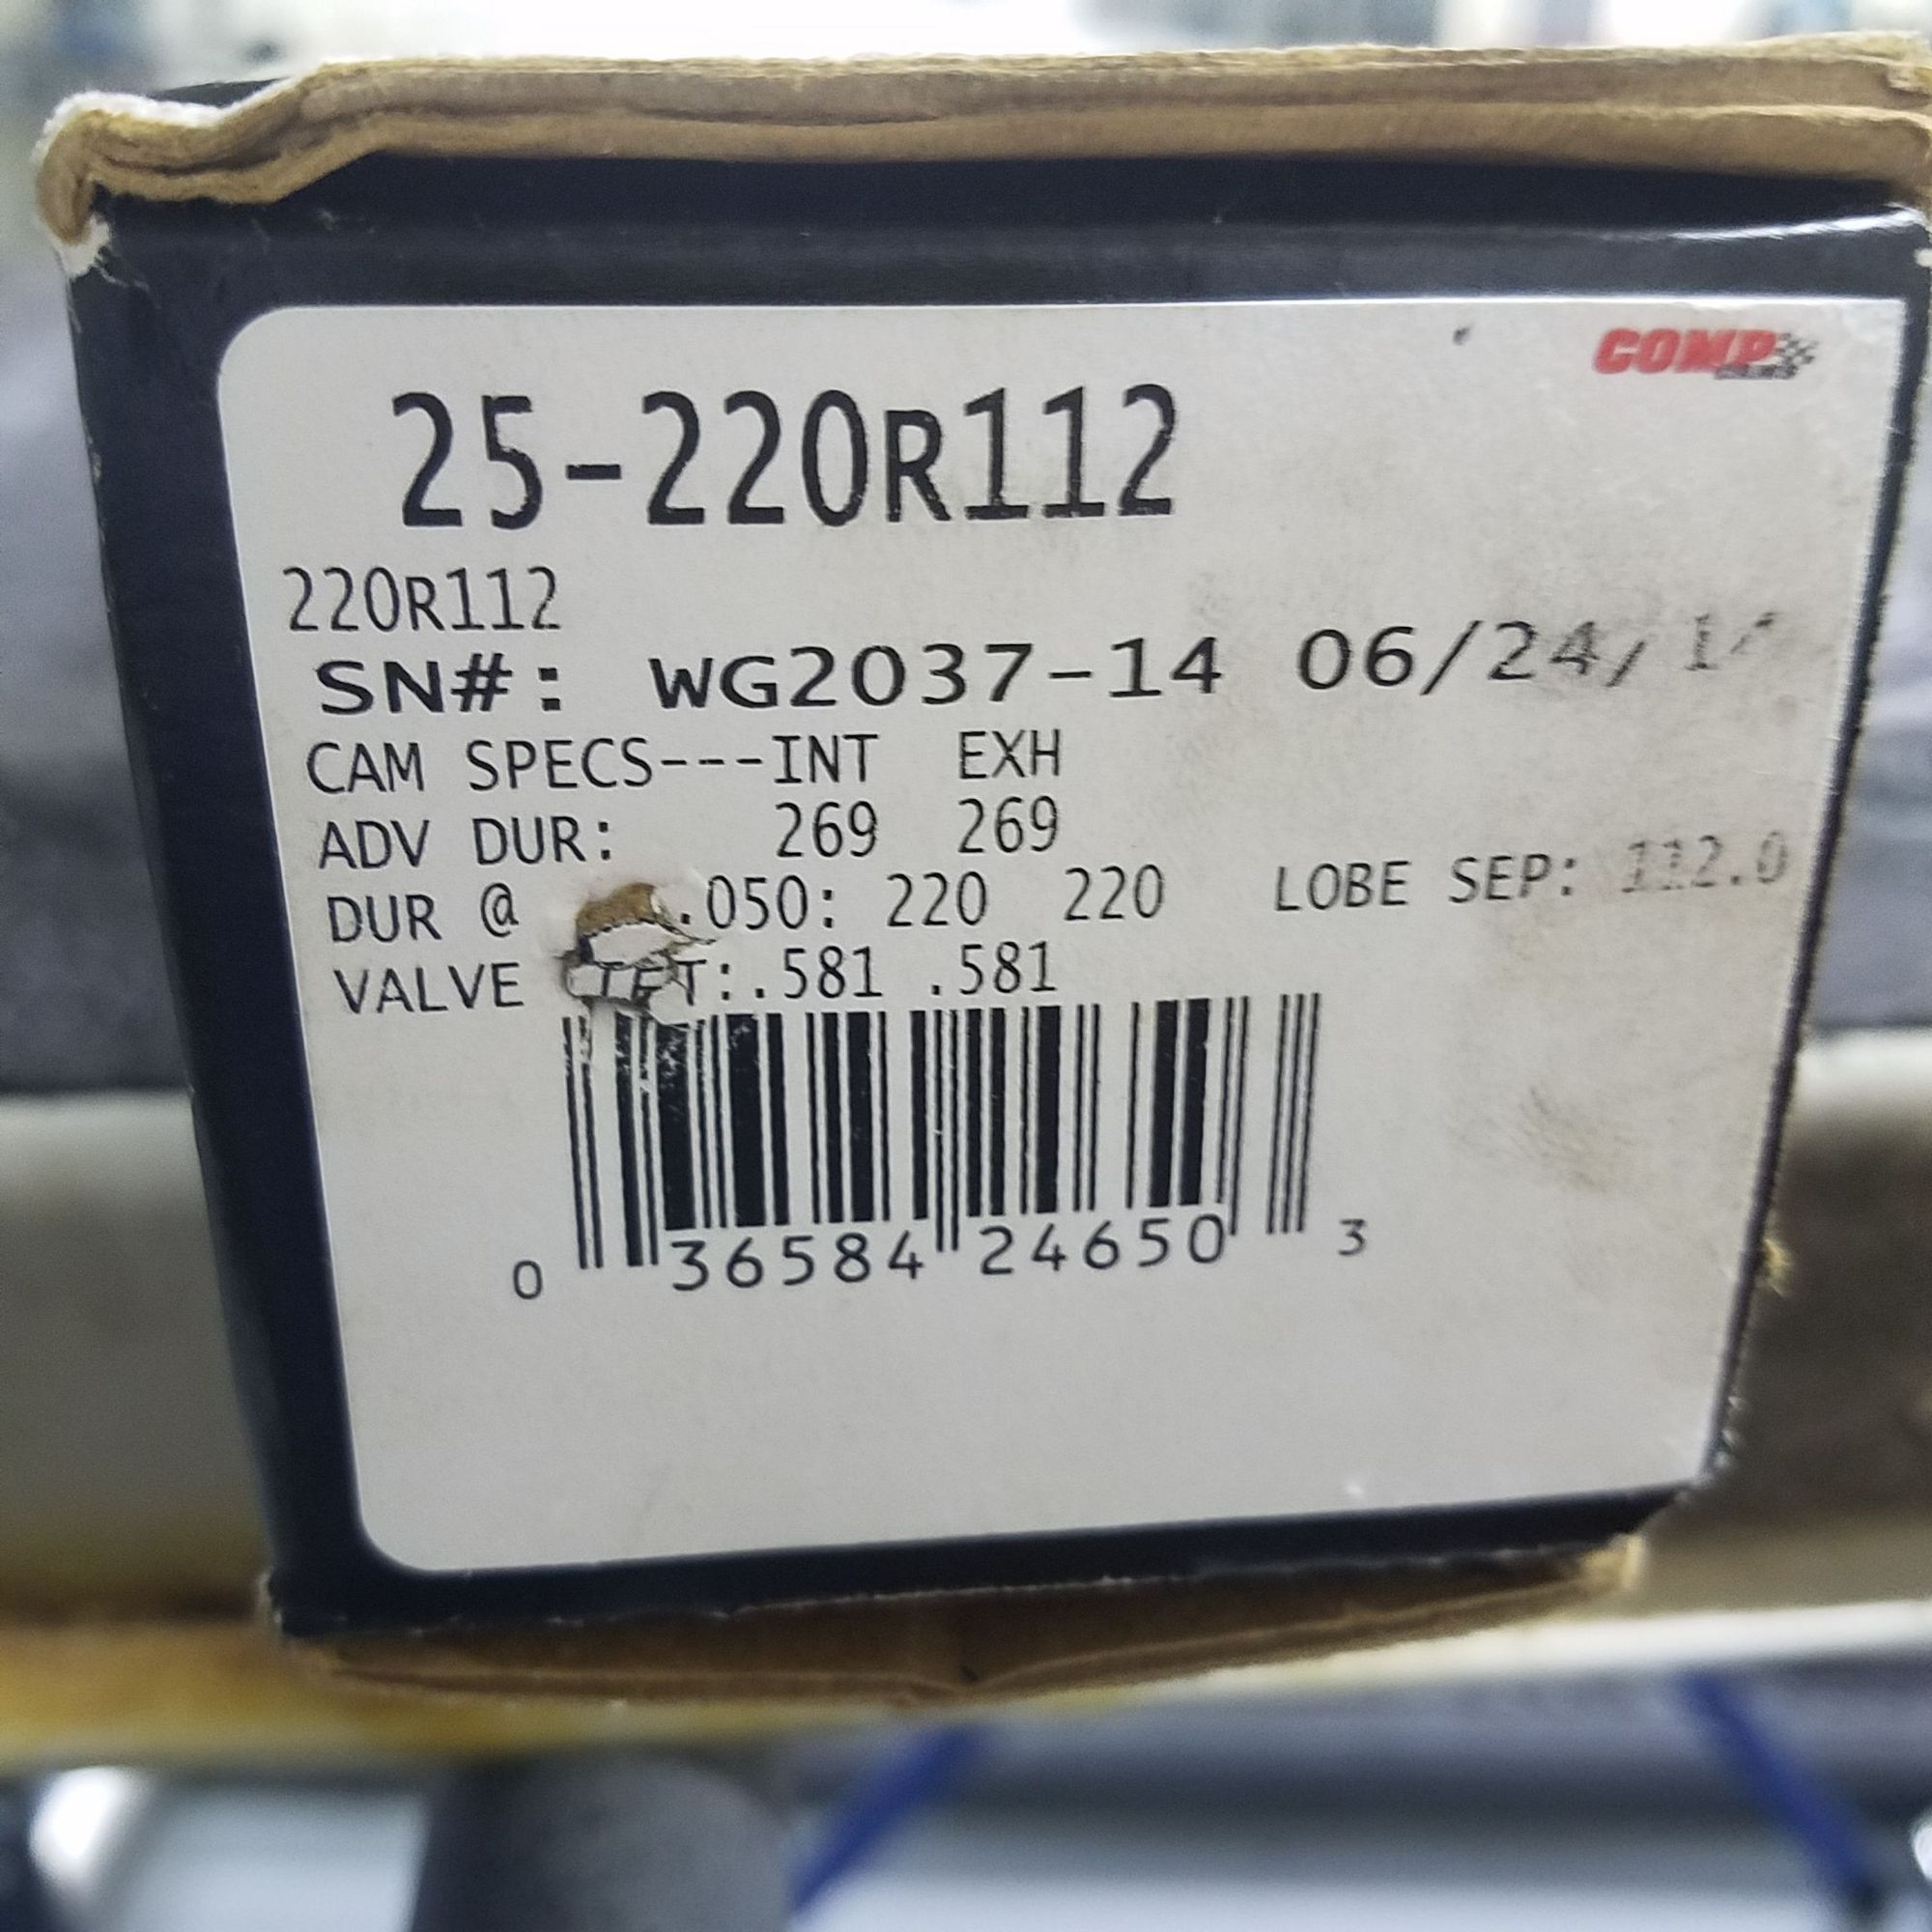 COMP
25-220R112
220R112
SN#: WG2037-14 06/24/
CAM SPECS---INT EXH
ADV DUR: 269 269
DUR @ .050: 220 220 LOBE SEP: 112.0
VALVE LIFT:.581 .581
0 36584 24650 3